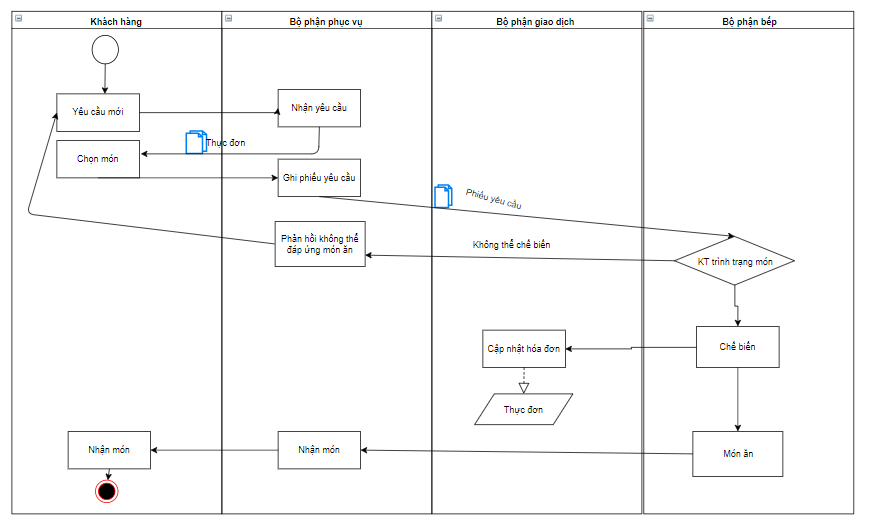 Khách hàng
Bộ phận phục vụ
Bộ phận giao dịch
Bộ phận bếp
Yêu cầu mới
Nhận yêu cầu
Thực đơn
Chọn món
Ghi phiếu yêu cầu
Phiếu yêu cầu
Phản hồi không thể
đáp ứng món ăn
Không thể chế biến
KT trình trạng món
Cập nhật hóa đơn
Chế biến
Thực đơn
Nhận món
Nhận món
Món ăn